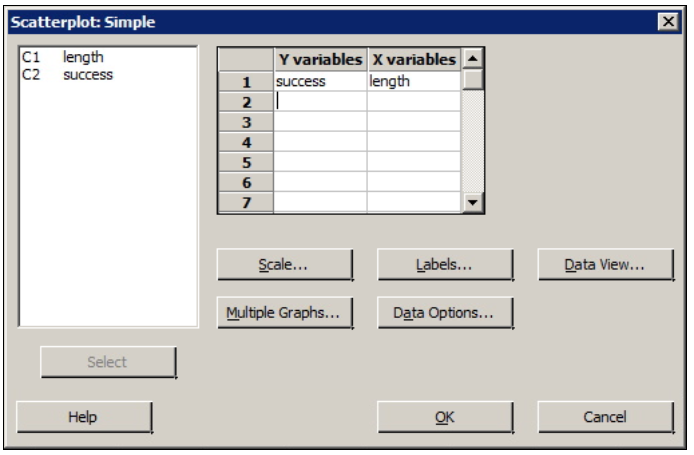 Scatterplot: Simple
C1 length
C2 success
Y variables X variables
1 success length
2
3
4
5
6
7
Scale... Labels... Data View...
Multiple Graphs... Data Options...
Select
Help OK Cancel